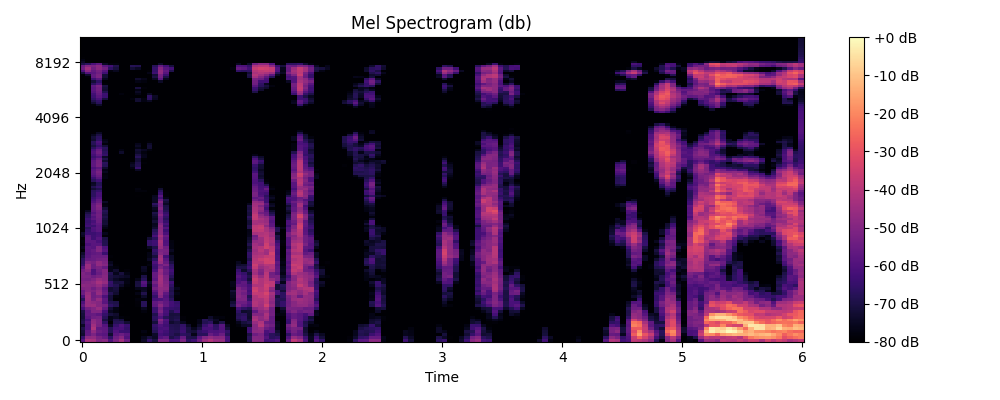 Mel Spectrogram (db)
Hz
8192
4096
2048
1024
512
0
0 1 2 3 4 5 6
Time
+0 dB
-10 dB
-20 dB
-30 dB
-40 dB
-50 dB
-60 dB
-70 dB
-80 dB